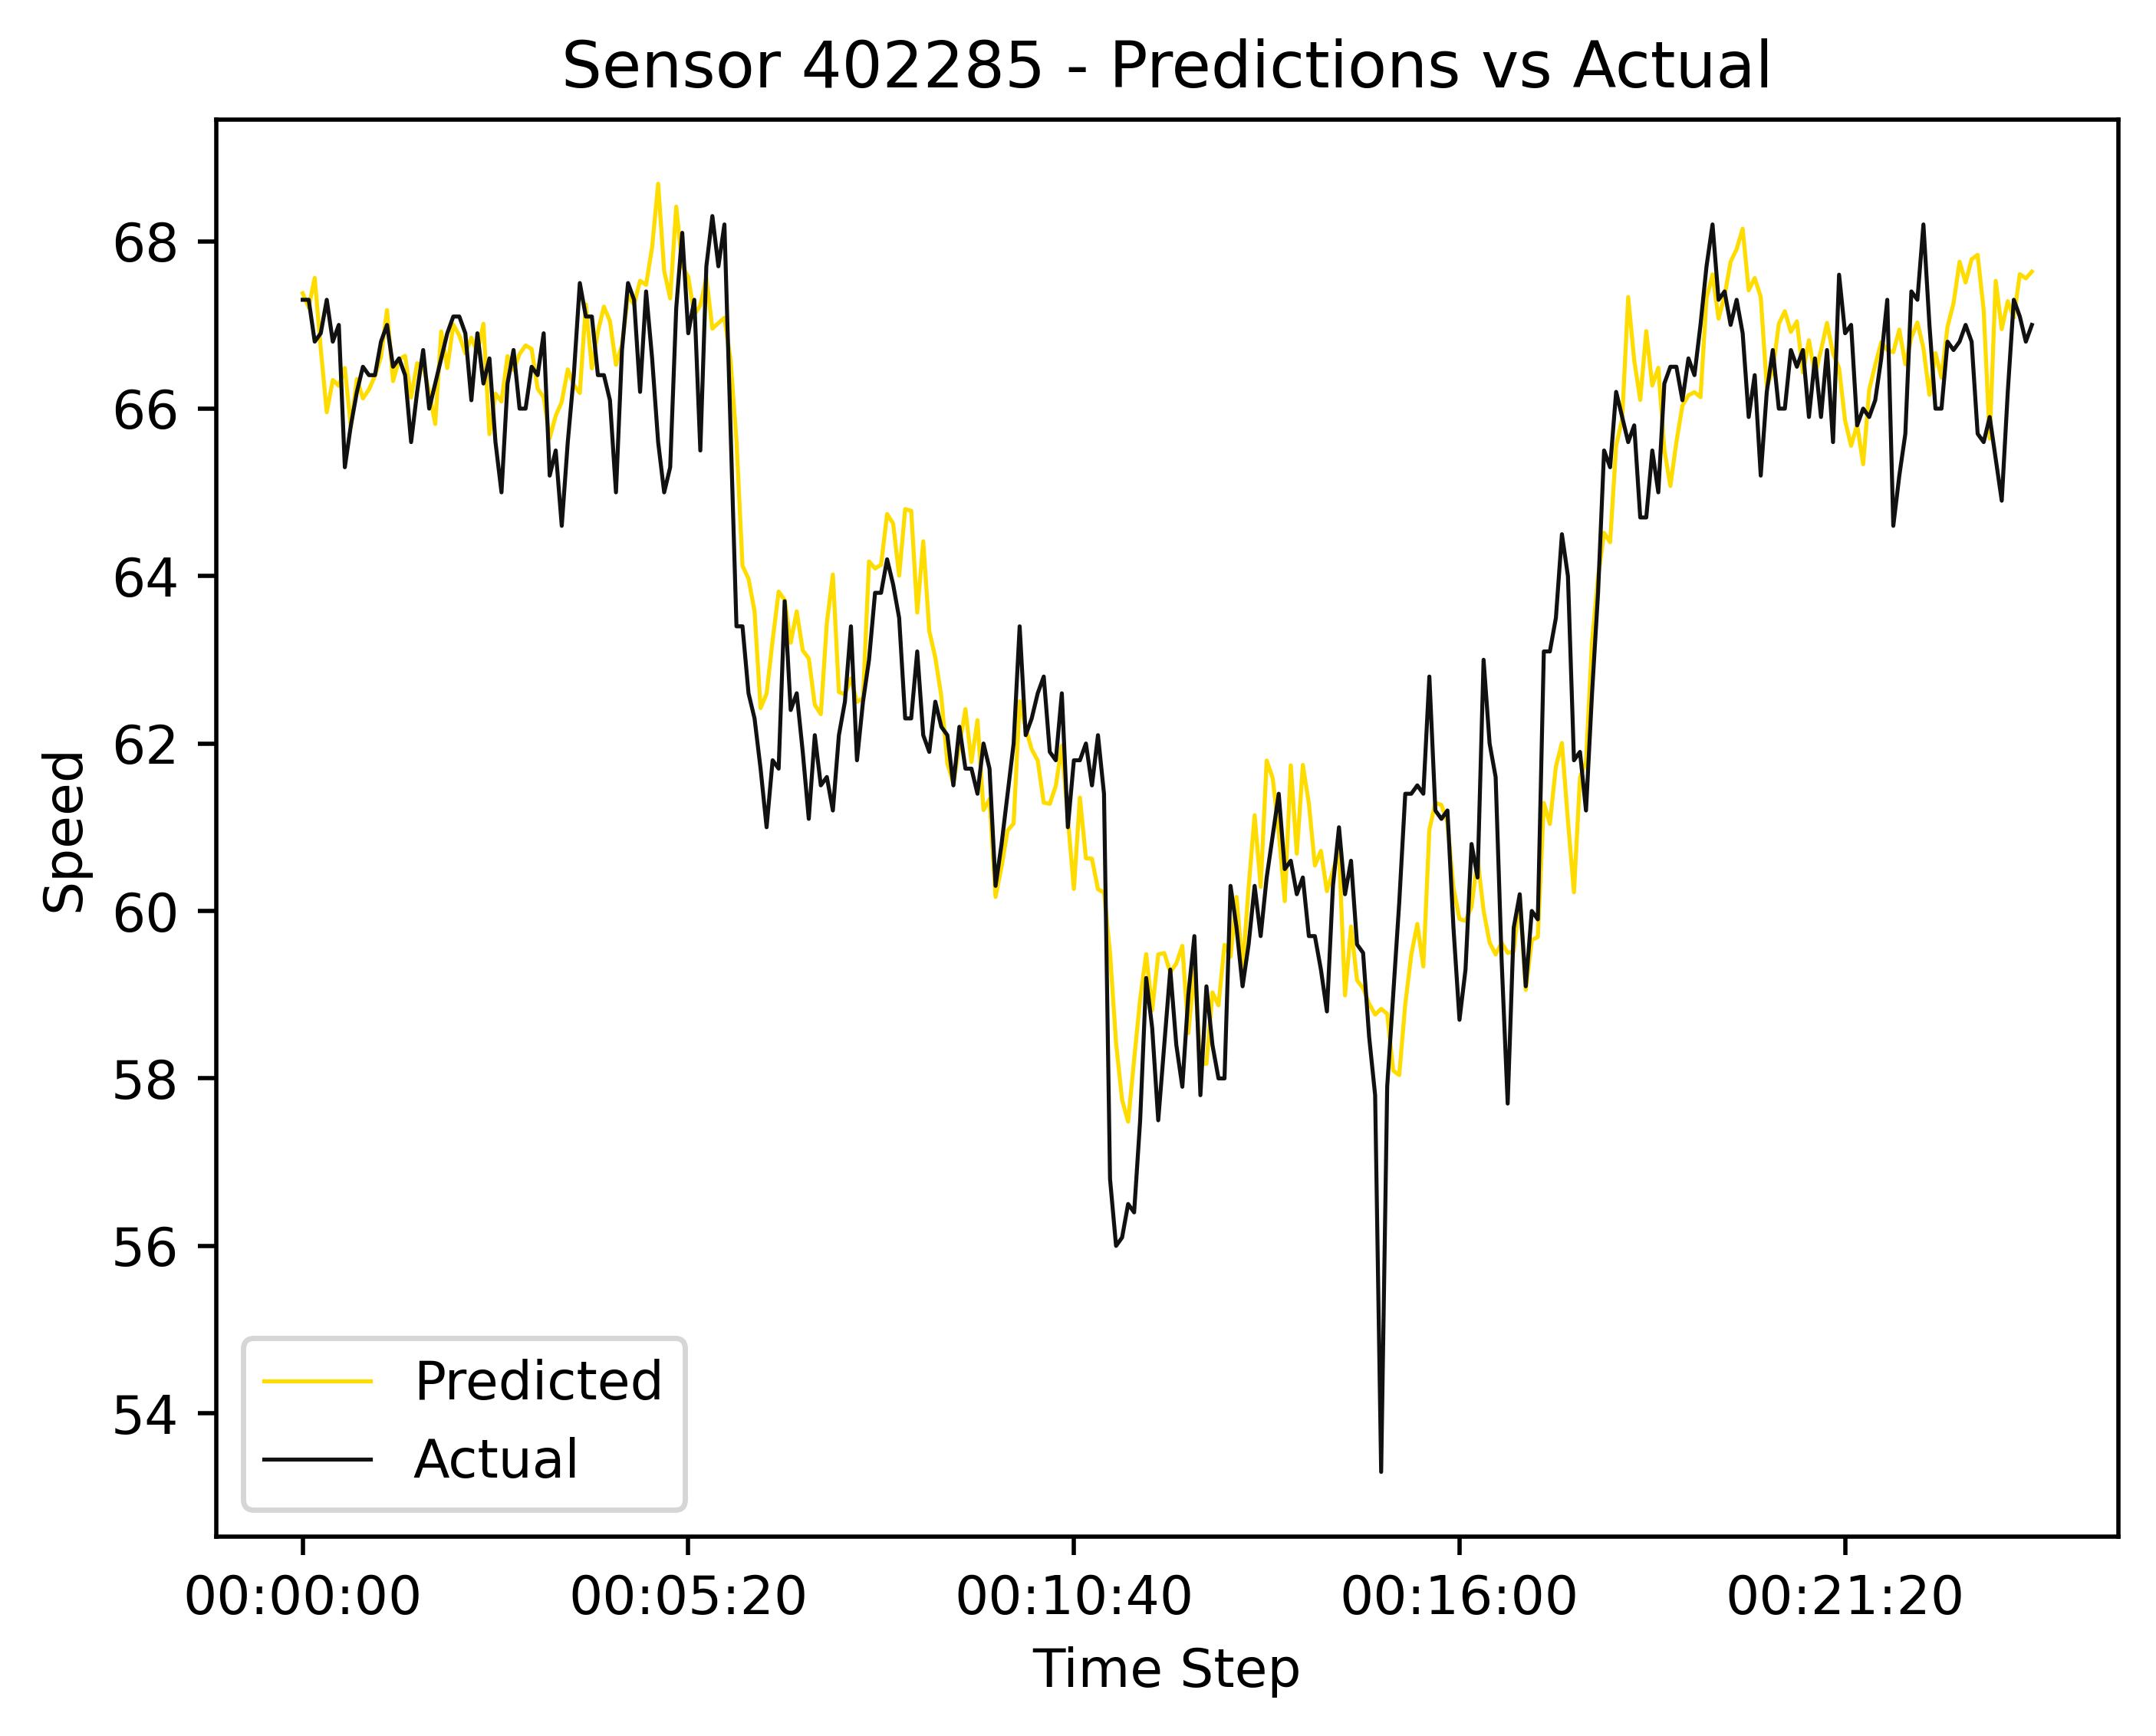 Sensor 402285 - Predictions vs Actual
Speed
68
66
64
62
60
58
56
54
Predicted
Actual
00:00:00 00:05:20 00:10:40 00:16:00 00:21:20
Time Step